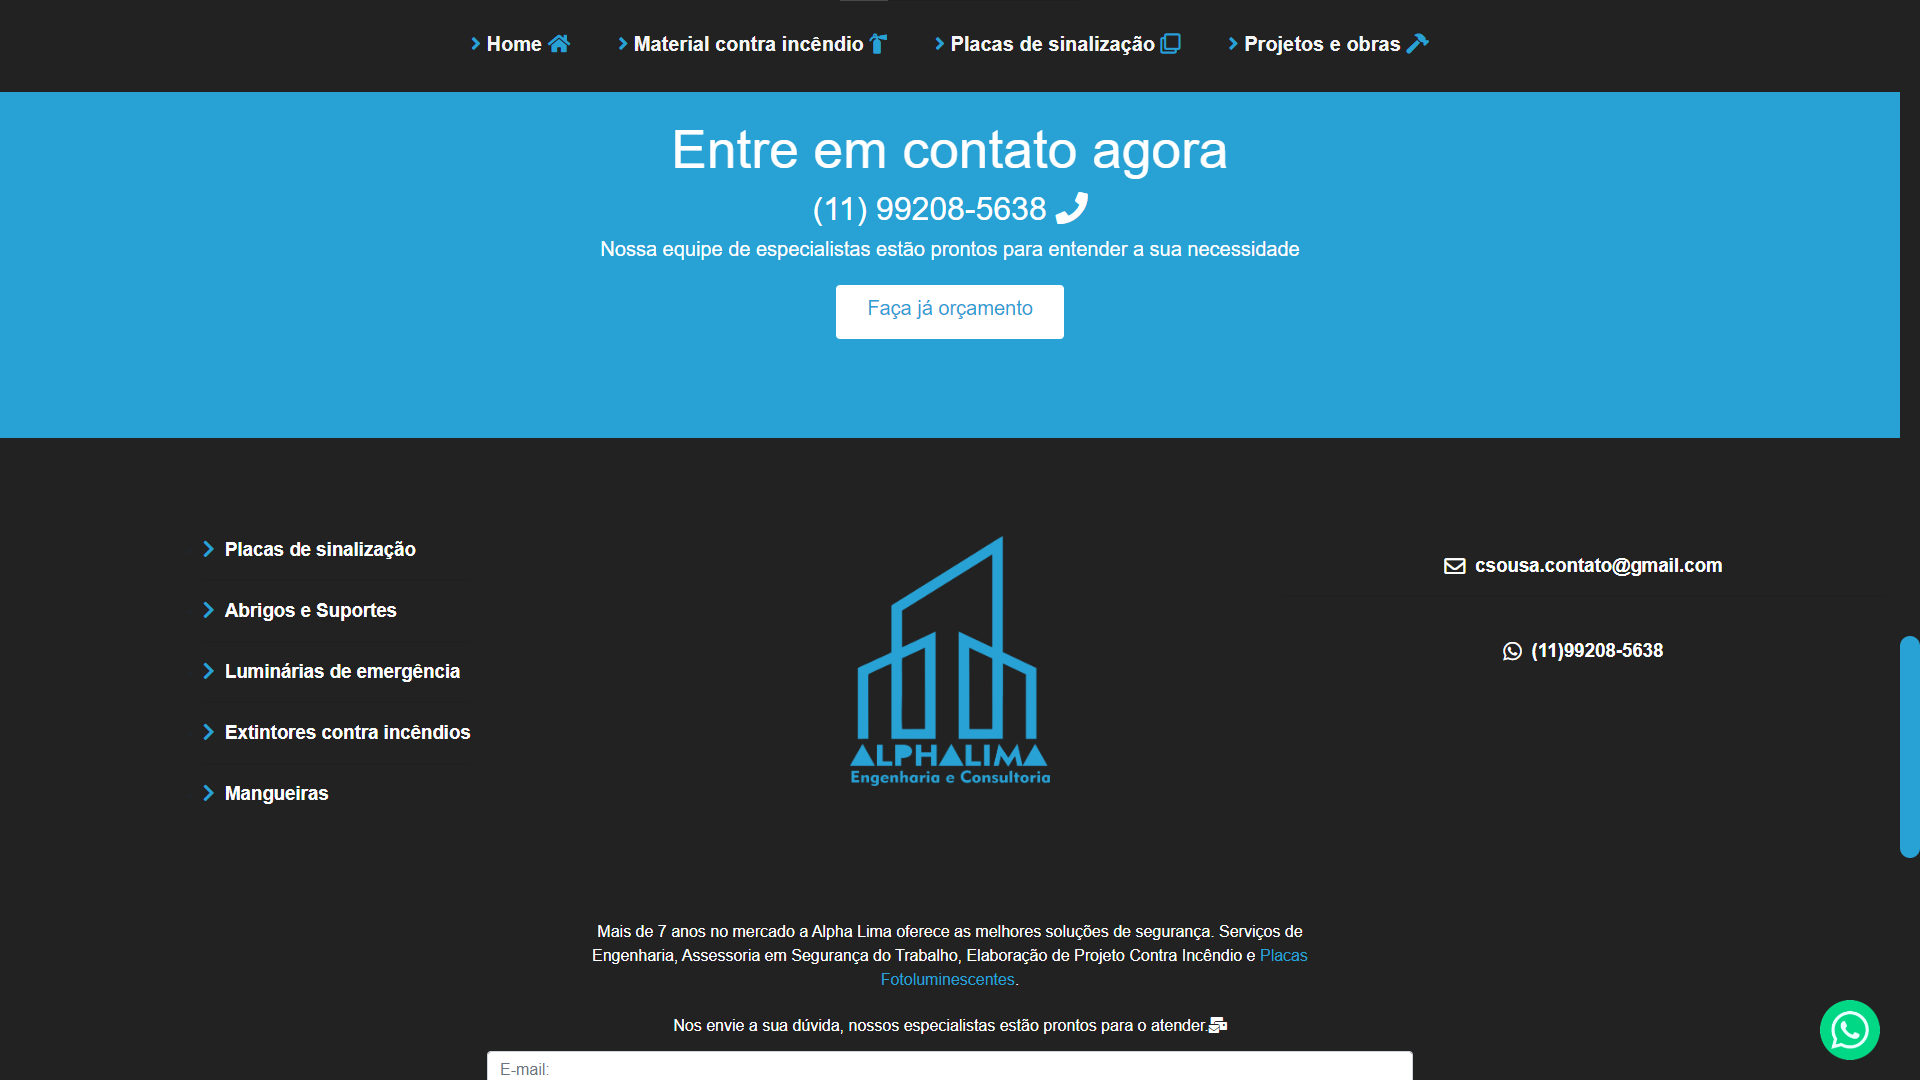 Home
Material contra incêndio
Placas de sinalização
Projetos e obras
Entre em contato agora
(11) 99208-5638
Nossa equipe de especialistas estão prontos para entender a sua necessidade
Faça já orçamento
Placas de sinalização
Abrigos e Suportes
Luminárias de emergência
Extintores contra incêndios
Mangueiras
ALPHALIMA
Engenharia e Consultoria
csousa.contato@gmail.com
(11)99208-5638
Mais de 7 anos no mercado a Alpha Lima oferece as melhores soluções de segurança. Serviços de
Engenharia, Assessoria em Segurança do Trabalho, Elaboração de Projeto Contra Incêndio e Placas
Fotoluminescentes.
Nos envie a sua dúvida, nossos especialistas estão prontos para o atender.
E-mail: